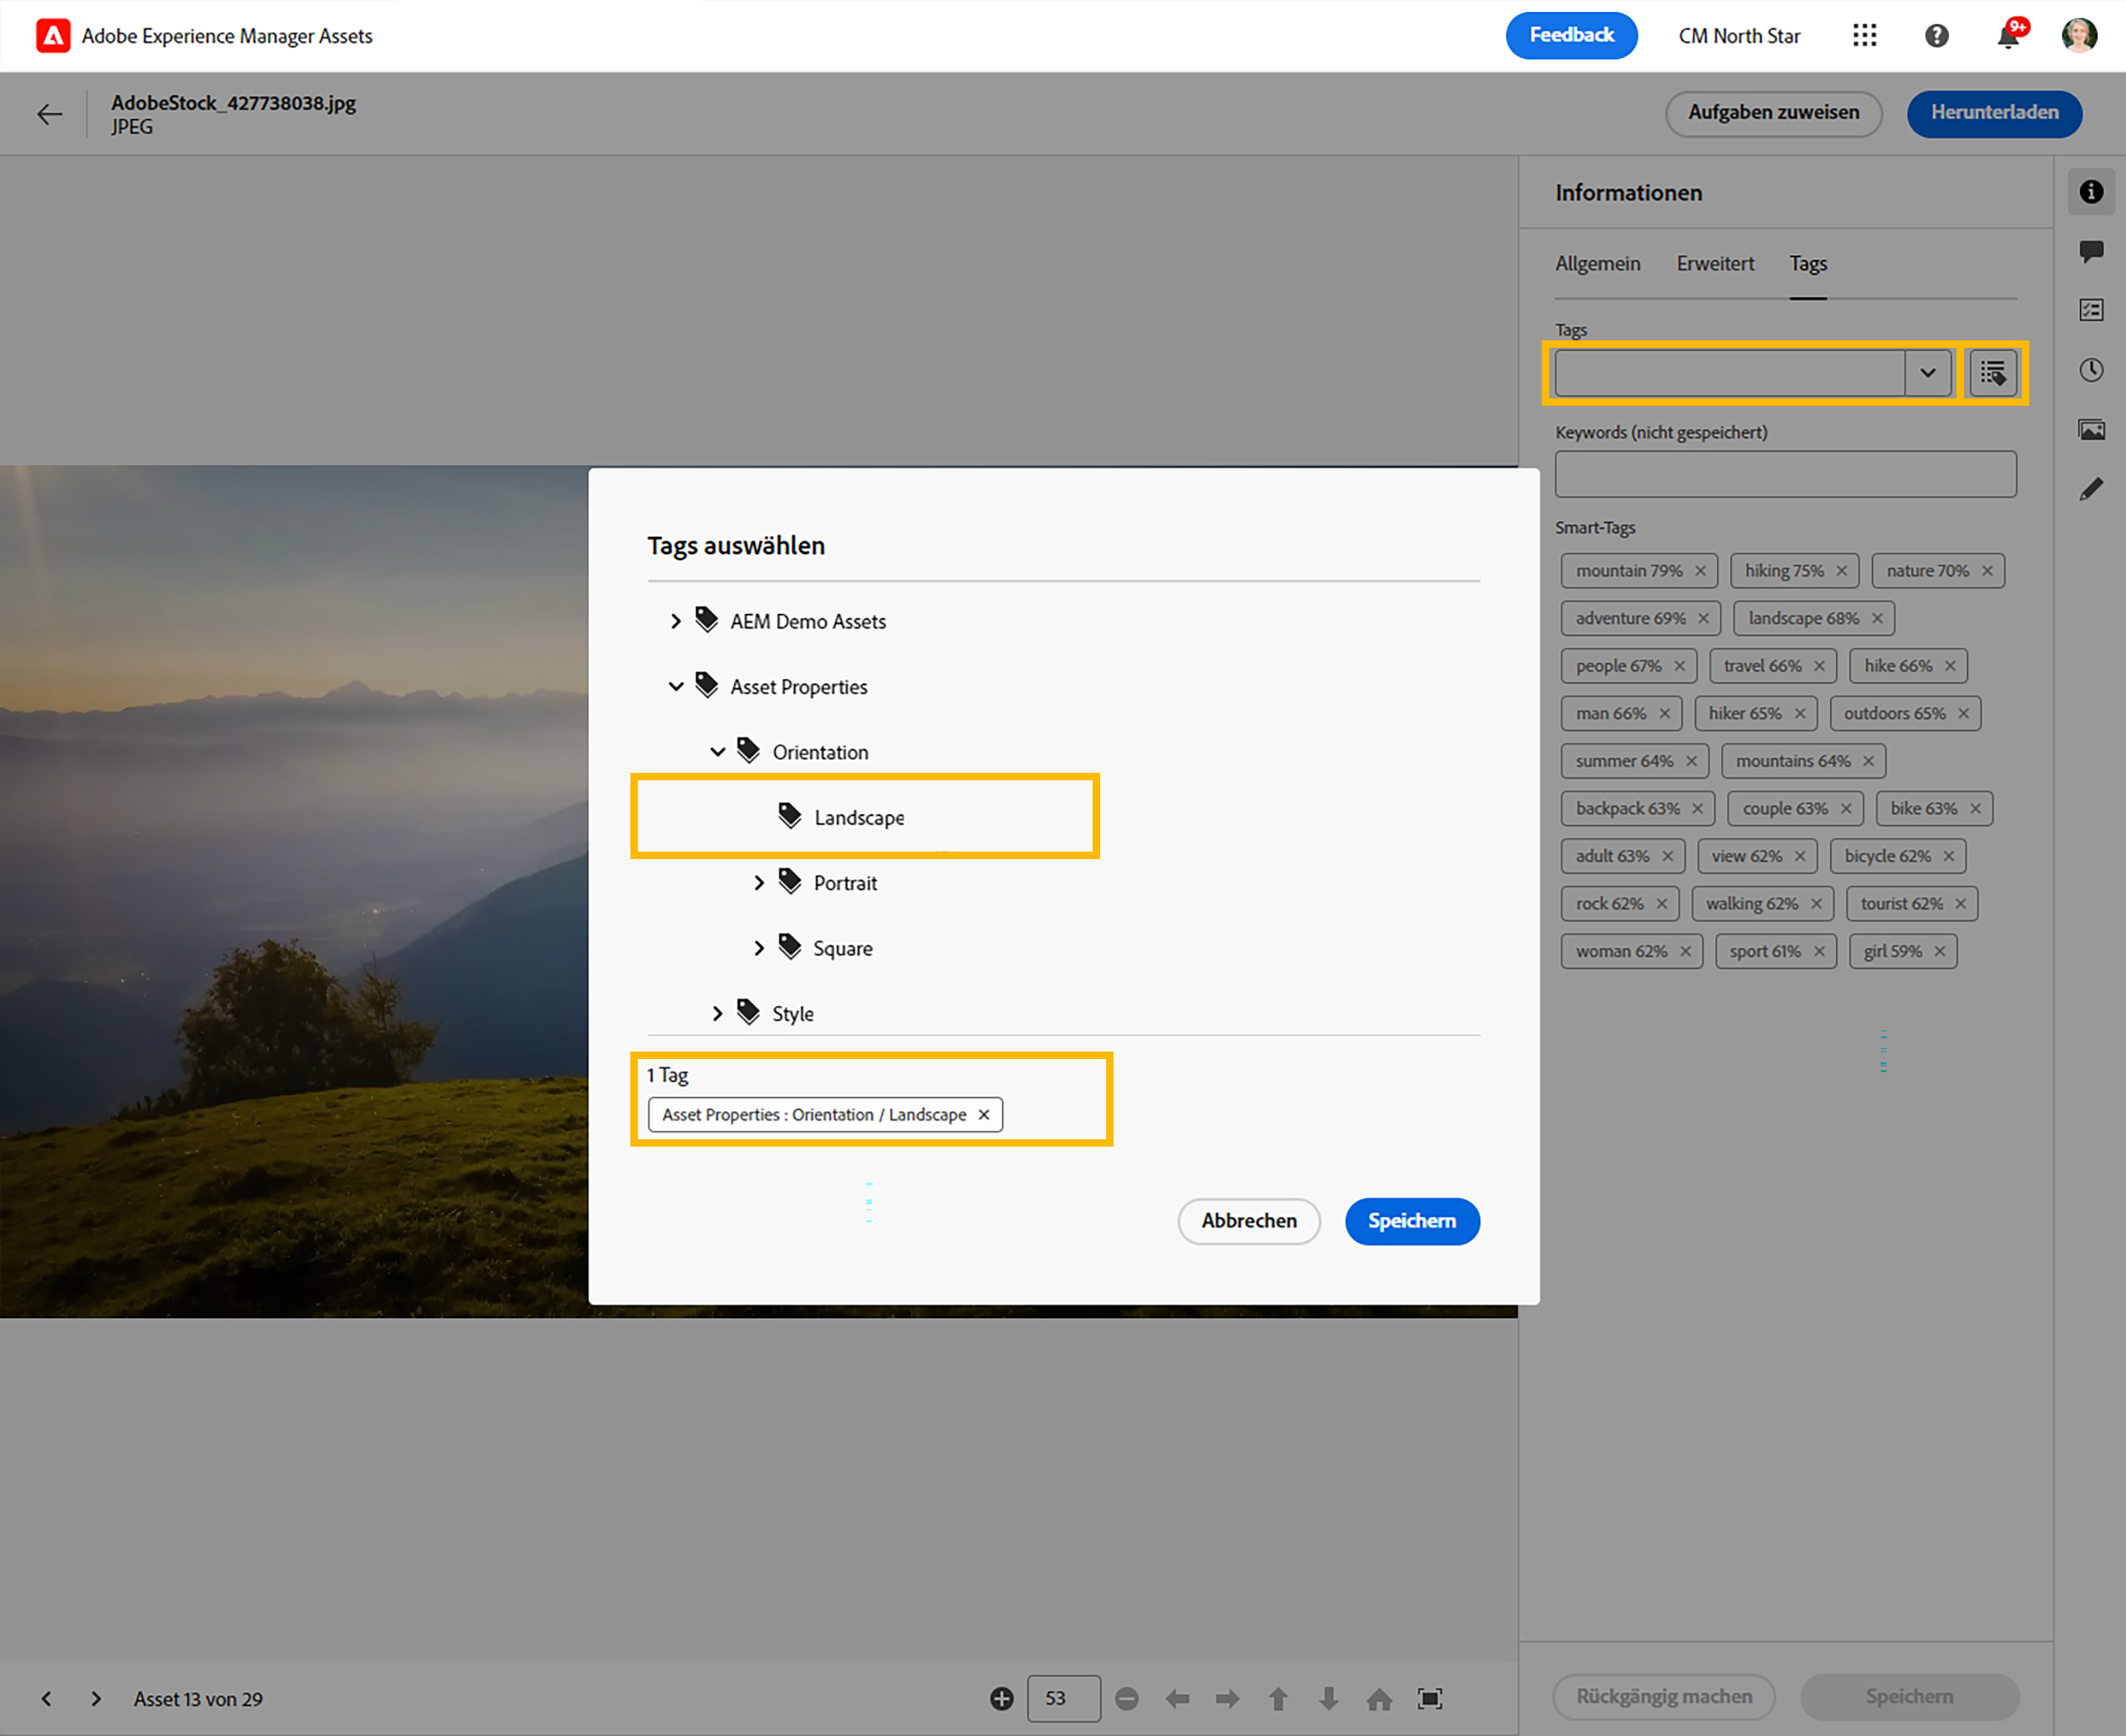 Adobe Experience Manager Assets
Feedback
CM North Star
9+
AdobeStock_427738038.jpg
JPEG
Aufgaben zuweisen
Herunterladen
Informationen
Allgemein Erweitert Tags
Tags
Keywords (nicht gespeichert)
Smart-Tags
mountain 79% hiking 75% nature 70%
adventure 69% landscape 68%
people 67% travel 66% hike 66%
man 66% hiker 65% outdoors 65%
summer 64% mountains 64%
backpack 63% couple 63% bike 63%
adult 63% view 62% bicycle 62%
rock 62% walking 62% tourist 62%
woman 62% sport 61% girl 59%
Tags auswählen
AEM Demo Assets
Asset Properties
Orientation
Landscape
Portrait
Square
Style
1 Tag
Asset Properties : Orientation / Landscape
Abbrechen
Speichern
Asset 13 von 29
53
Rückgängig machen
Speichern